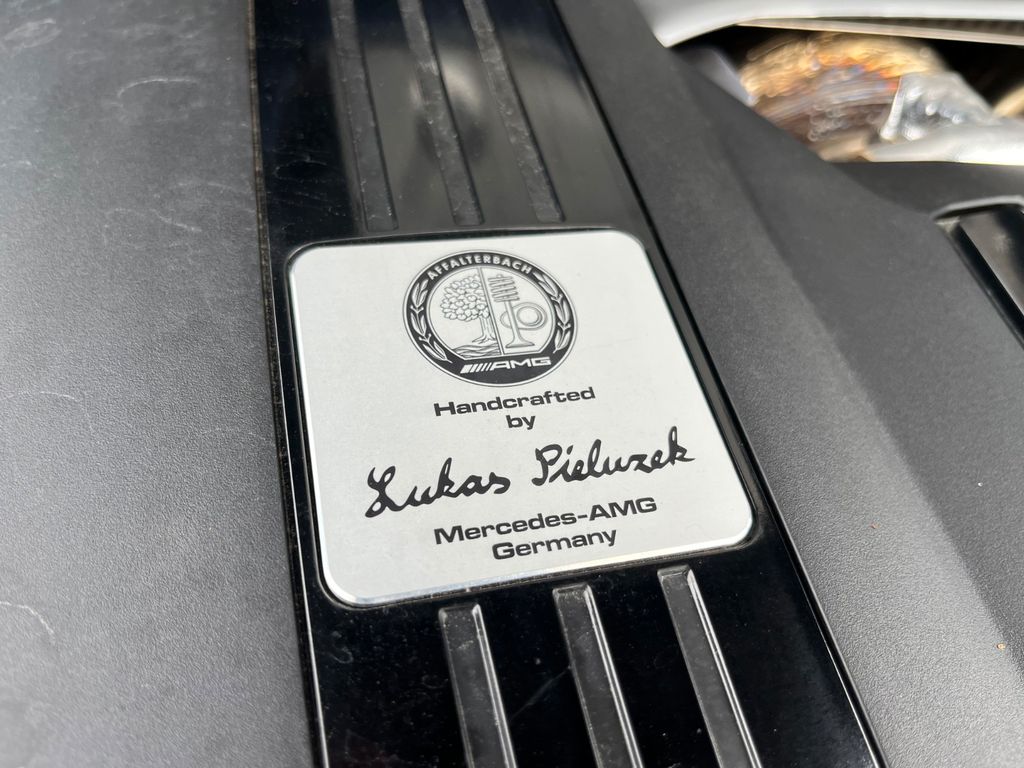 AFFALTERBACH
AMG
Handcrafted
by
Lukas Pieluzek
Mercedes-AMG
Germany